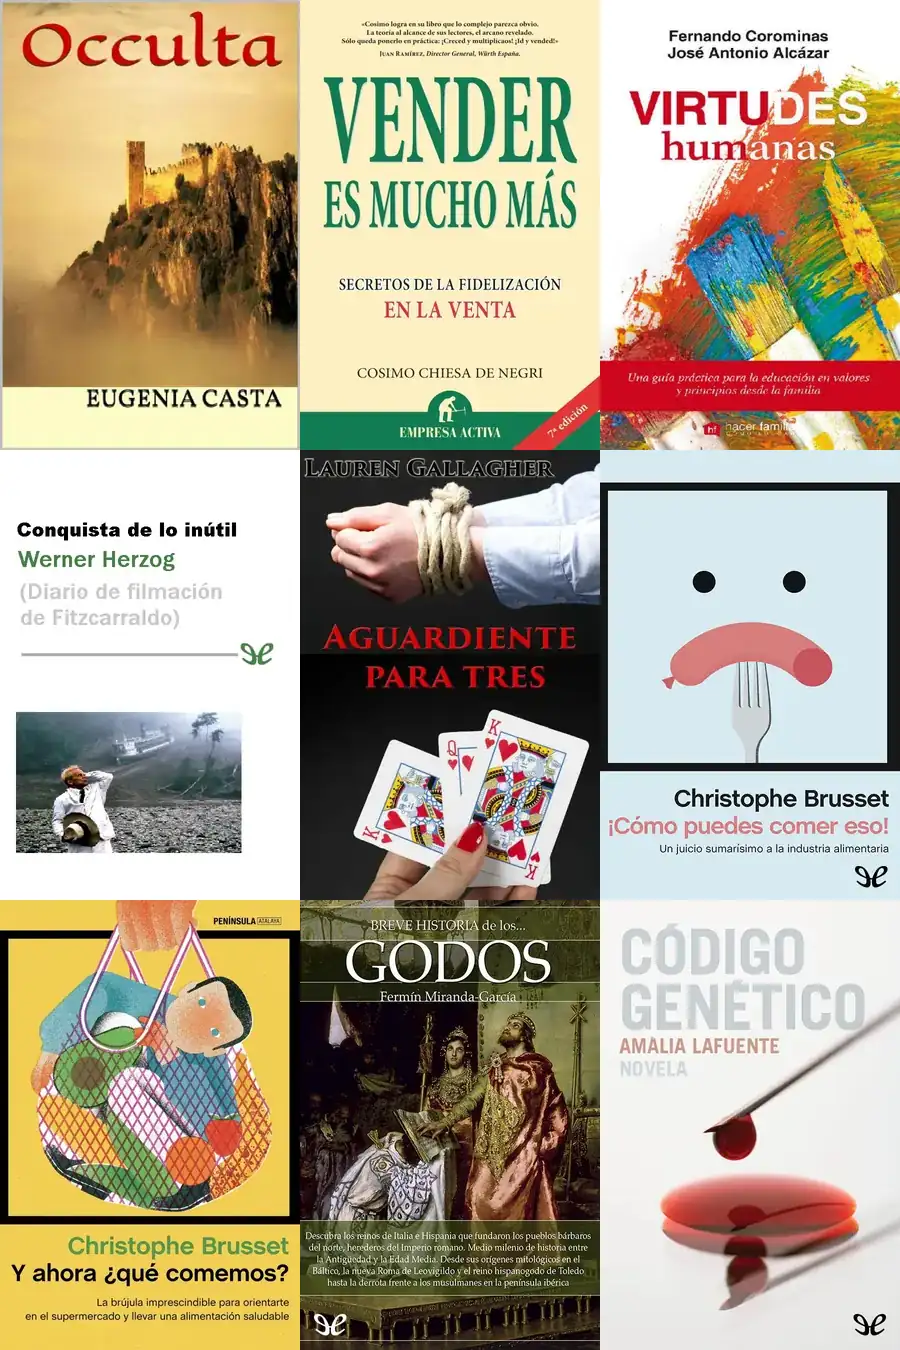 Occulta
EUGENIA CASTA
«Cosimo logra en su libro que lo complejo parezca obvio.
La teoría al alcance de sus lectores, el arcano revelado.
Sólo queda ponerlo en práctica: ¡Creced y multiplicaos! ¡Id y vended!»
JUAN RAMÍREZ, Director General, Würth España.
VENDER
ES MUCHO MÁS
SECRETOS DE LA FIDELIZACIÓN
EN LA VENTA
COSIMO CHIESA DE NEGRI
EMPRESA ACTIVA
7ª edición
Fernando Corominas
José Antonio Alcázar
VIRTUDES
humanas
Una guía práctica para la educación en valores
y principios desde la familia
hf hacer familia
Conquista de lo inútil
Werner Herzog
(Diario de filmación
de Fitzcarraldo)
LAUREN GALLAGHER
AGUARDIENTE
PARA TRES
K
Q
K
K
Christophe Brusset
¡Cómo puedes comer eso!
Un juicio sumarísimo a la industria alimentaria
PENÍNSULA ATALAYA
Christophe Brusset
Y ahora ¿qué comemos?
La brújula imprescindible para orientarte
en el supermercado y llevar una alimentación saludable
BREVE HISTORIA de los...
GODOS
Fermín Miranda-García
Descubra los reinos de Italia e Hispania que fundaron los pueblos bárbaros
del norte, herederos del Imperio romano. Medio milenio de historia entre
la Antigüedad y la Edad Media. Desde sus orígenes mitológicos en el
Báltico, la nueva Roma de Leovigildo y el reino hispanogodo de Toledo
hasta la derrota frente a los musulmanes en la península ibérica
CÓDIGO
GENÉTICO
AMALIA LAFUENTE
NOVELA